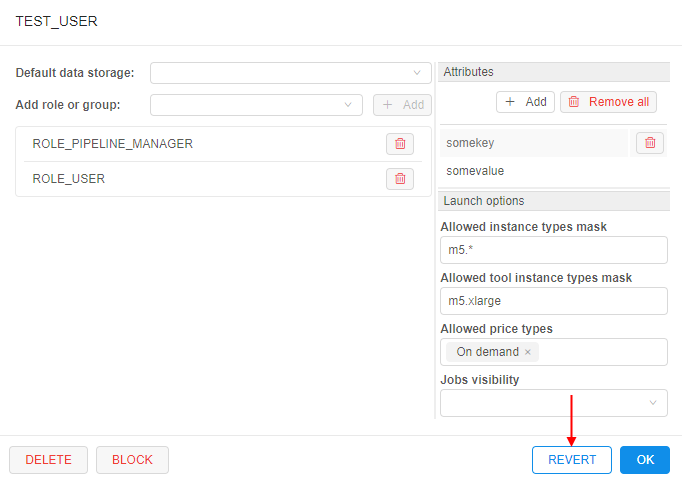 TEST_USER
Default data storage:
Add role or group:
+ Add
ROLE_PIPELINE_MANAGER
ROLE_USER
Attributes
+ Add
Remove all
somekey
somevalue
Launch options
Allowed instance types mask
m5.*
Allowed tool instance types mask
m5.xlarge
Allowed price types
On demand ×
Jobs visibility
DELETE
BLOCK
REVERT
OK